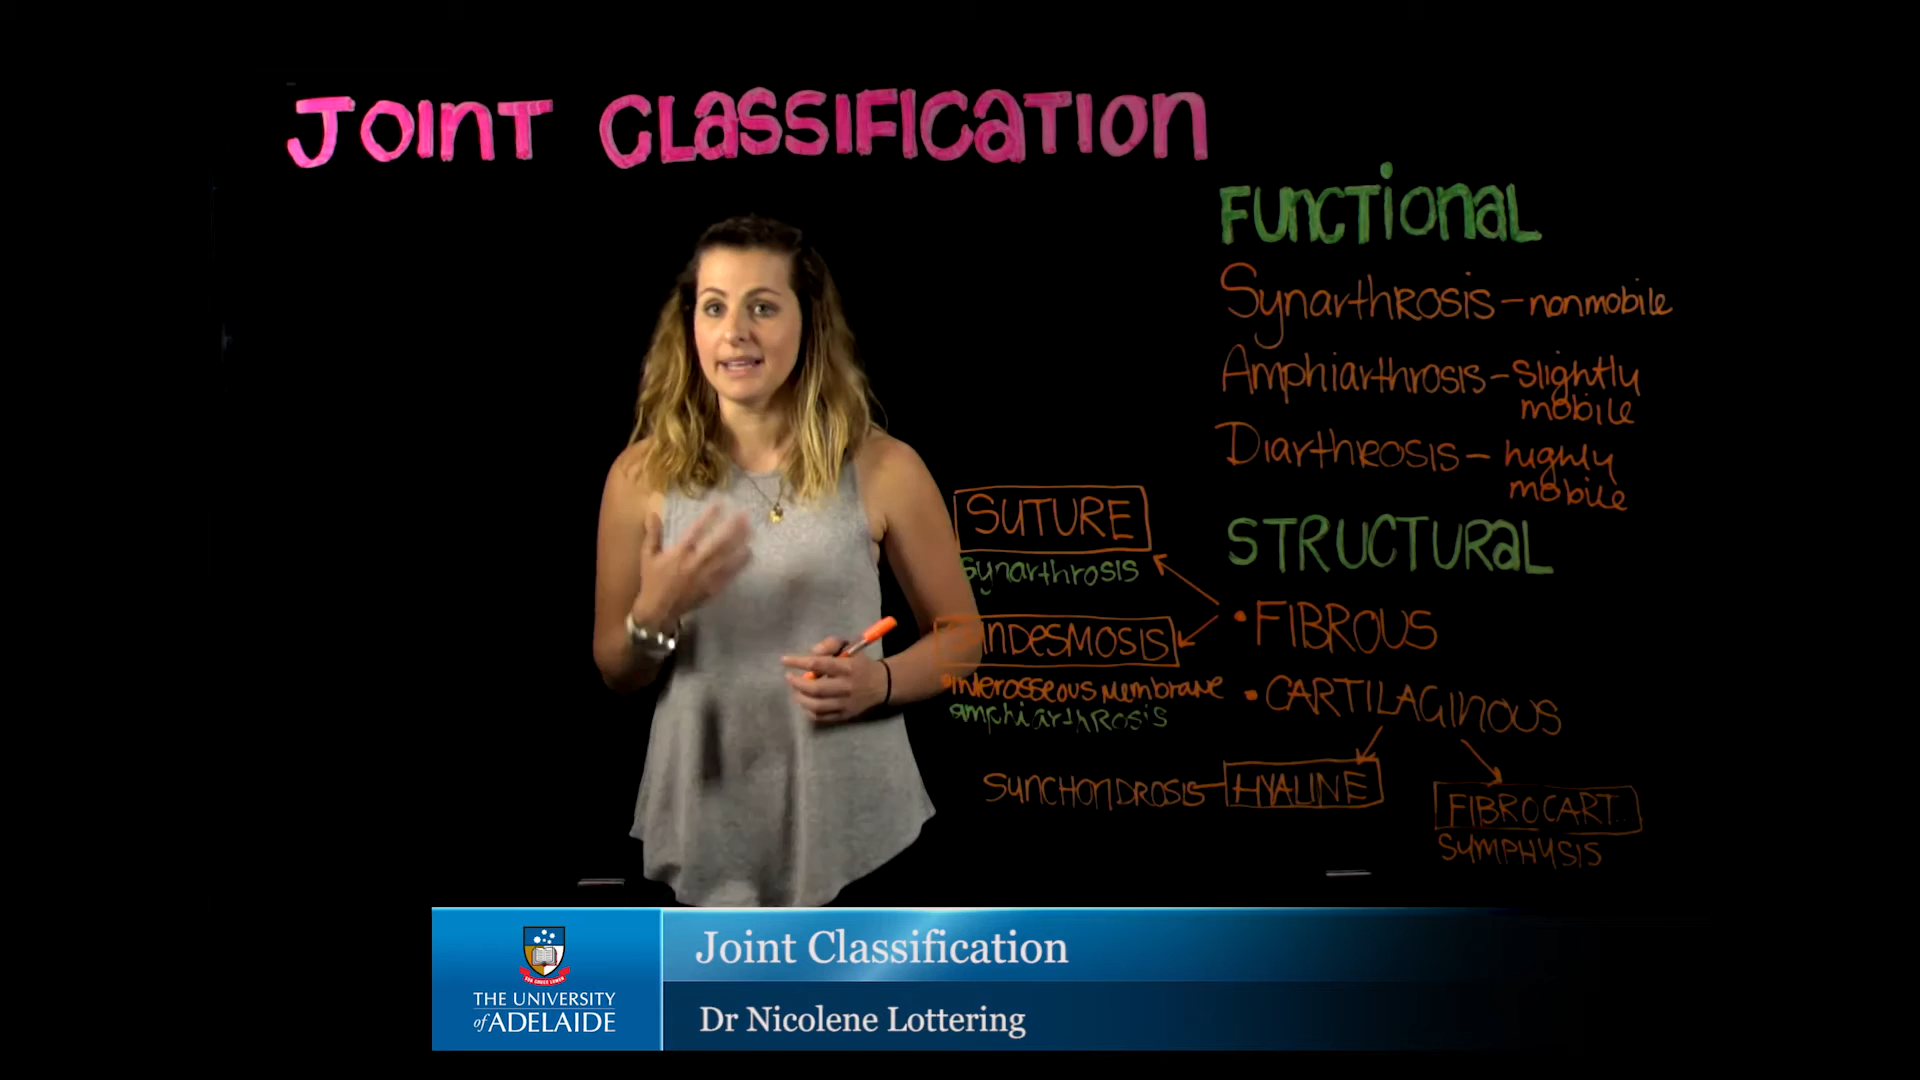 JOINT CLASSIFICATION
FUNCTIONAL
Synarthrosis - nonmobile
Amphiarthrosis - slightly
mobile
Diarthrosis - highly
mobile
SUTURE
synarthrosis
STRUCTURAL
• FIBROUS
INDESMOSIS
• interosseous membrane
amphiarthrosis
• CARTILAGINOUS
SYNCHONDROSIS - HYALINE
FIBROCART...
SYMPHYSIS
THE UNIVERSITY
of ADELAIDE
Joint Classification
Dr Nicolene Lottering